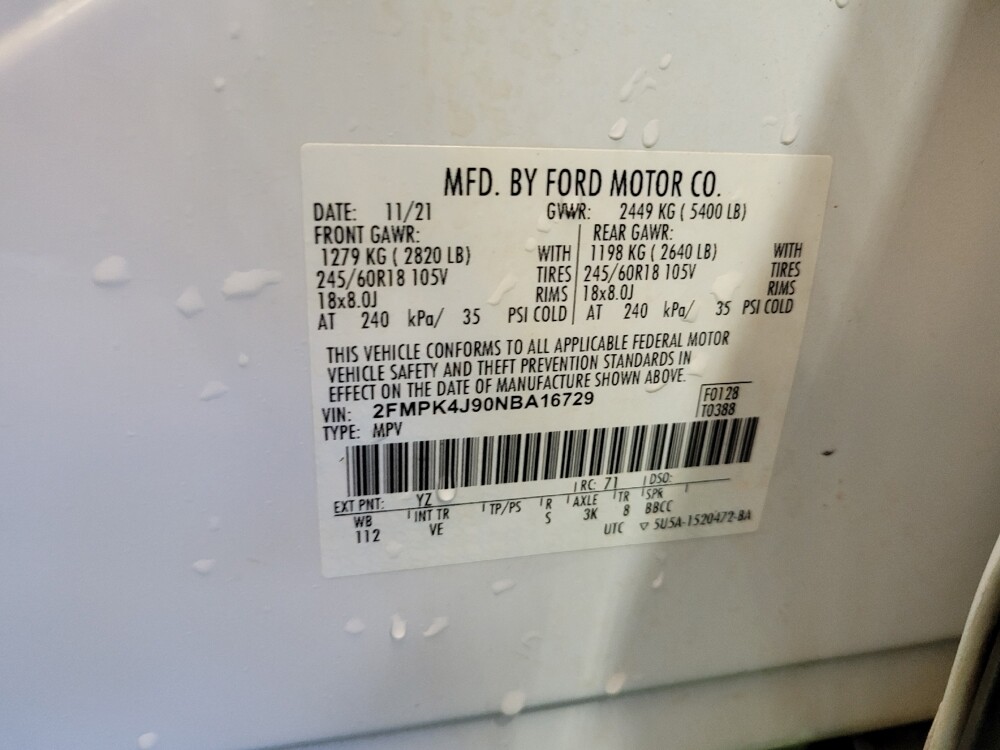 MFD. BY FORD MOTOR CO.
DATE: 11/21 GVWR: 2449 KG ( 5400 LB)
FRONT GAWR: REAR GAWR:
1279 KG ( 2820 LB) WITH 1198 KG ( 2640 LB) WITH
245/60R18 105V TIRES 245/60R18 105V TIRES
18x8.0J RIMS 18x8.0J RIMS
AT 240 kPa/ 35 PSI COLD AT 240 kPa/ 35 PSI COLD
THIS VEHICLE CONFORMS TO ALL APPLICABLE FEDERAL MOTOR
VEHICLE SAFETY AND THEFT PREVENTION STANDARDS IN
EFFECT ON THE DATE OF MANUFACTURE SHOWN ABOVE.
VIN: 2FMPK4J90NBA16729 F0128
TYPE: MPV T0388
EXT PNT: YZ RC: 71 DSO:
WB INT TR TP/PS R AXLE TR SPR
112 VE S 3K 8 BBCC
UTC ▽ 5U5A-1520472-BA